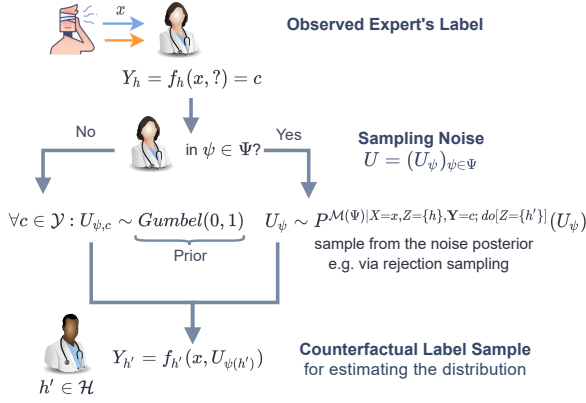 x
Observed Expert's Label
Y_h = f_h(x, ?) = c
No
in ψ ∈ Ψ?
Yes
Sampling Noise
U = (U_ψ)_{ψ∈Ψ}
∀c ∈ 𝒴 : U_{ψ,c} ∼ Gumbel(0, 1)
Prior
U_ψ ∼ P^{ℳ(Ψ)|X=x,Z={h},𝐘=c; do[Z={h′}]}(U_ψ)
sample from the noise posterior
e.g. via rejection sampling
Y_{h′} = f_{h′}(x, U_{ψ(h′)})
h′ ∈ ℋ
Counterfactual Label Sample
for estimating the distribution